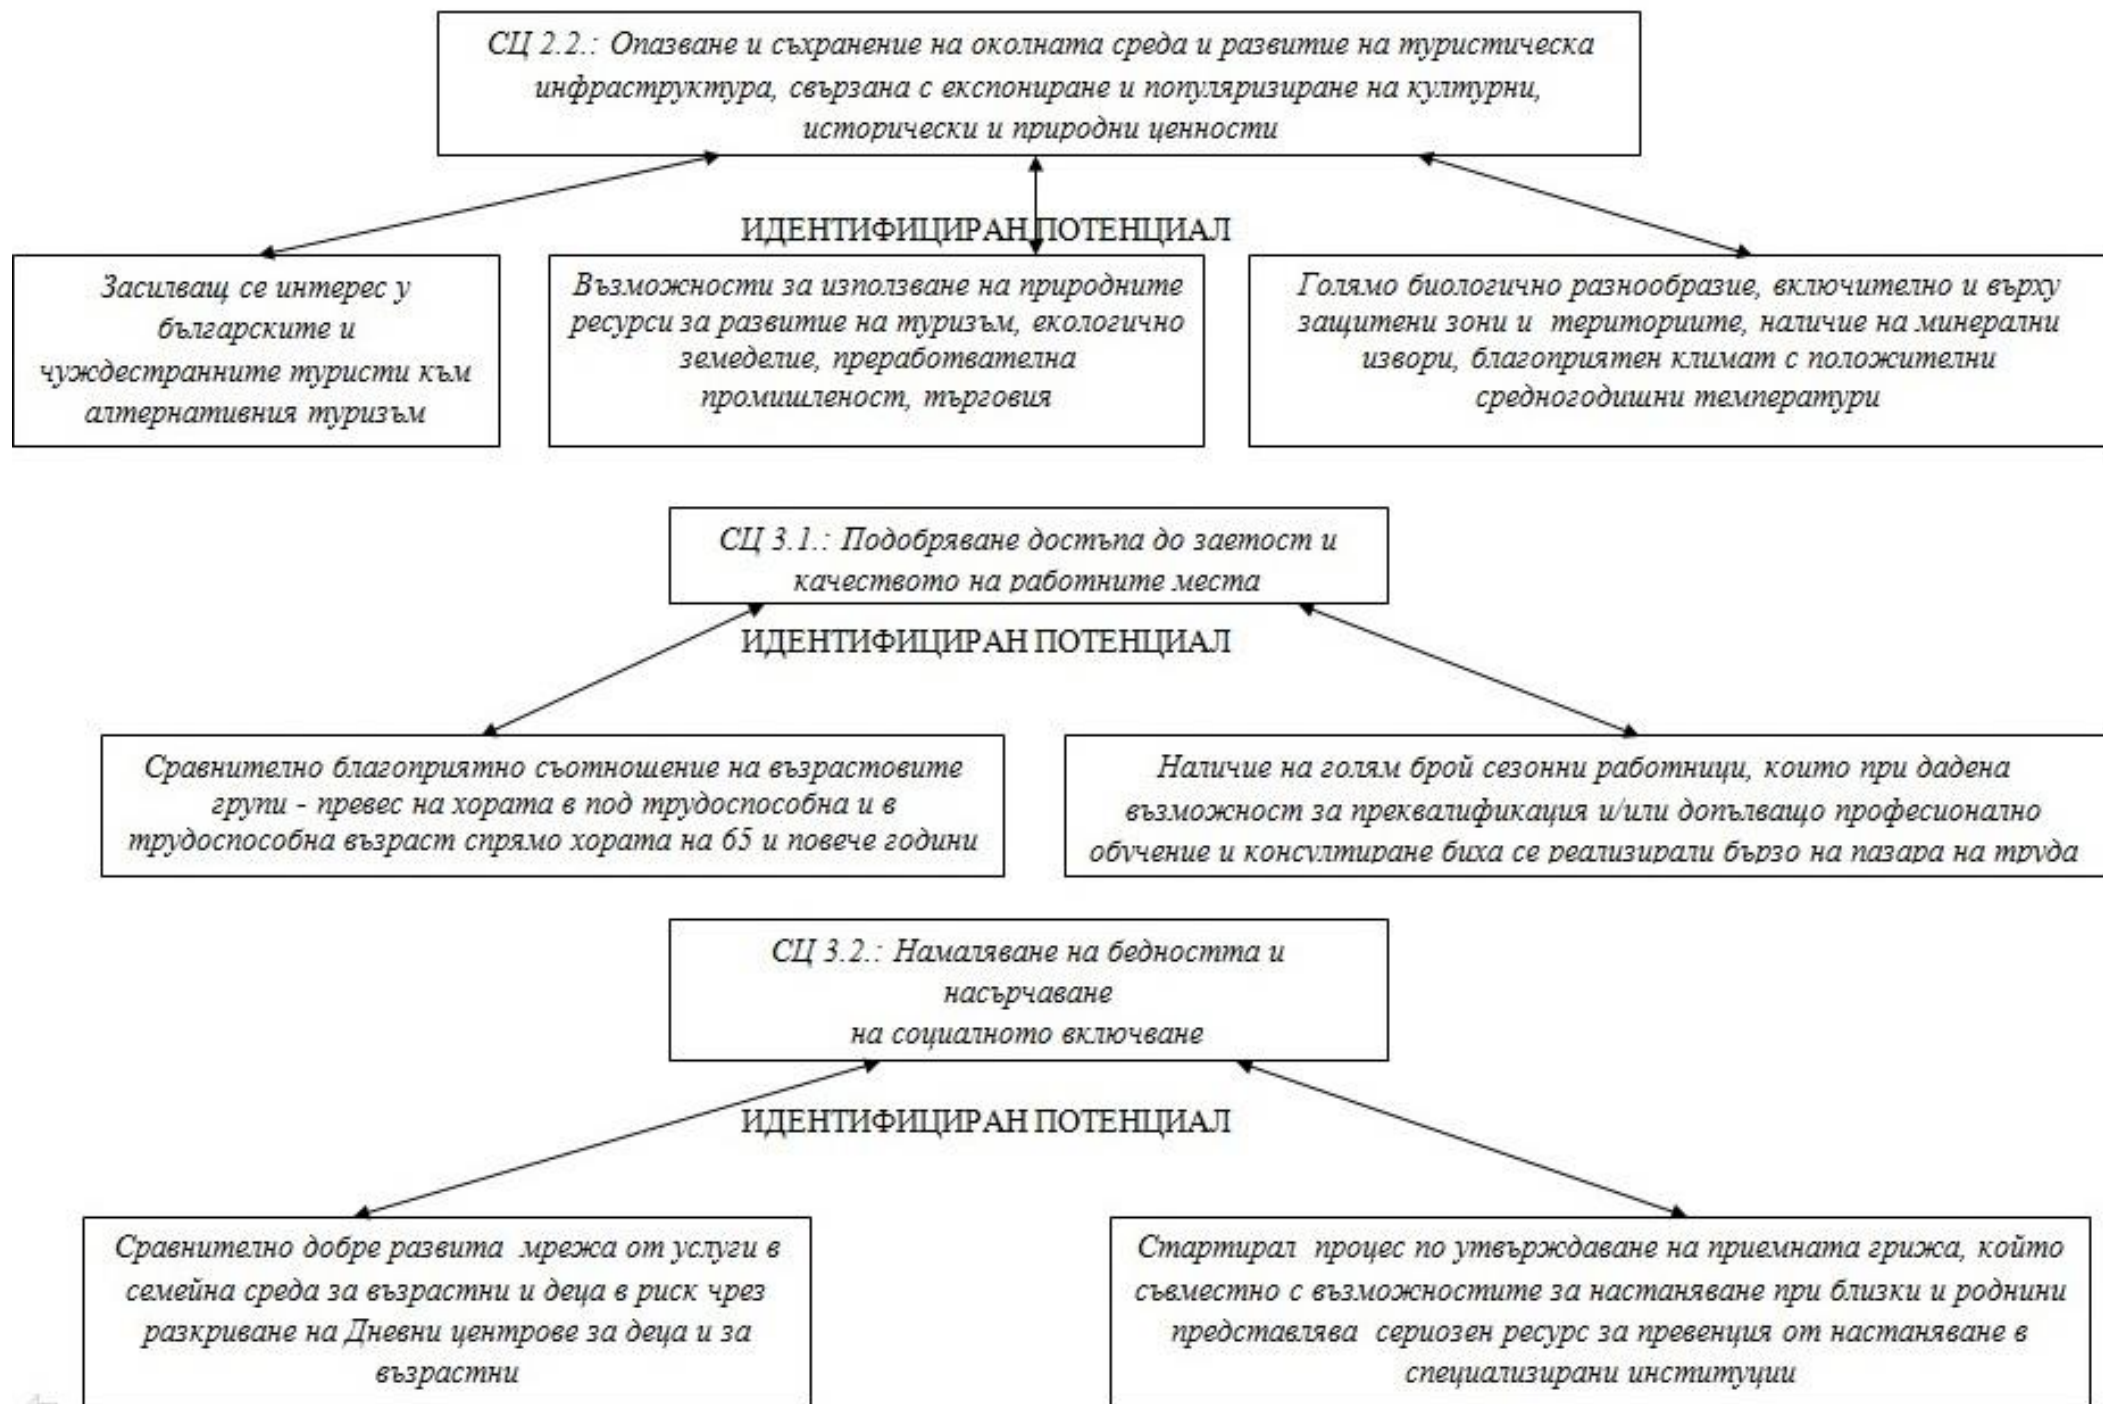 СЦ 2.2.: Опазване и съхранение на околната среда и развитие на туристическа
инфраструктура, свързана с експониране и популяризиране на културни,
исторически и природни ценности
ИДЕНТИФИЦИРАН ПОТЕНЦИАЛ
Засилващ се интерес у
българските и
чуждестранните туристи към
алтернативния туризъм
Възможности за използване на природните
ресурси за развитие на туризъм, екологично
земеделие, преработвателна
промишленост, търговия
Голямо биологично разнообразие, включително и върху
защитени зони и териториите, наличие на минерални
извори, благоприятен климат с положителни
средногодишни температури
СЦ 3.1.: Подобряване достъпа до заетост и
качеството на работните места
ИДЕНТИФИЦИРАН ПОТЕНЦИАЛ
Сравнително благоприятно съотношение на възрастовите
групи - превес на хората в под трудоспособна и в
трудоспособна възраст спрямо хората на 65 и повече години
Наличие на голям брой сезонни работници, които при дадена
възможност за преквалификация и/или допълващо професионално
обучение и консултиране биха се реализирали бързо на пазара на труда
СЦ 3.2.: Намаляване на бедността и
насърчаване
на социалното включване
ИДЕНТИФИЦИРАН ПОТЕНЦИАЛ
Сравнително добре развита мрежа от услуги в
семейна среда за възрастни и деца в риск чрез
разкриване на Дневни центрове за деца и за
възрастни
Стартирал процес по утвърждаване на приемната грижа, който
съвместно с възможностите за настаняване при близки и роднини
представлява сериозен ресурс за превенция от настаняване в
специализирани институции